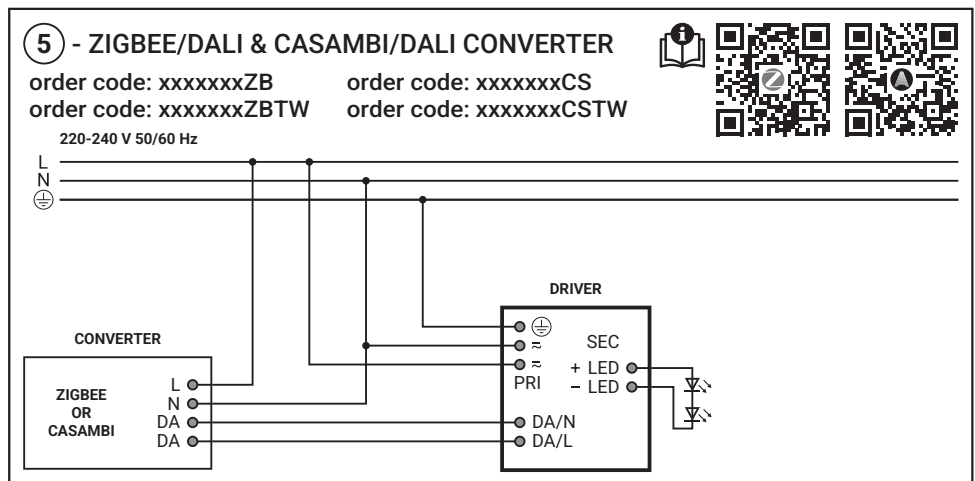 5 - ZIGBEE/DALI & CASAMBI/DALI CONVERTER
order code: xxxxxxxZB order code: xxxxxxxCS
order code: xxxxxxxZBTW order code: xxxxxxxCSTW
220-240 V 50/60 Hz
L
N
DRIVER
CONVERTER
ZIGBEE
OR
CASAMBI
L
N
DA
DA
SEC
PRI
+ LED
– LED
DA/N
DA/L